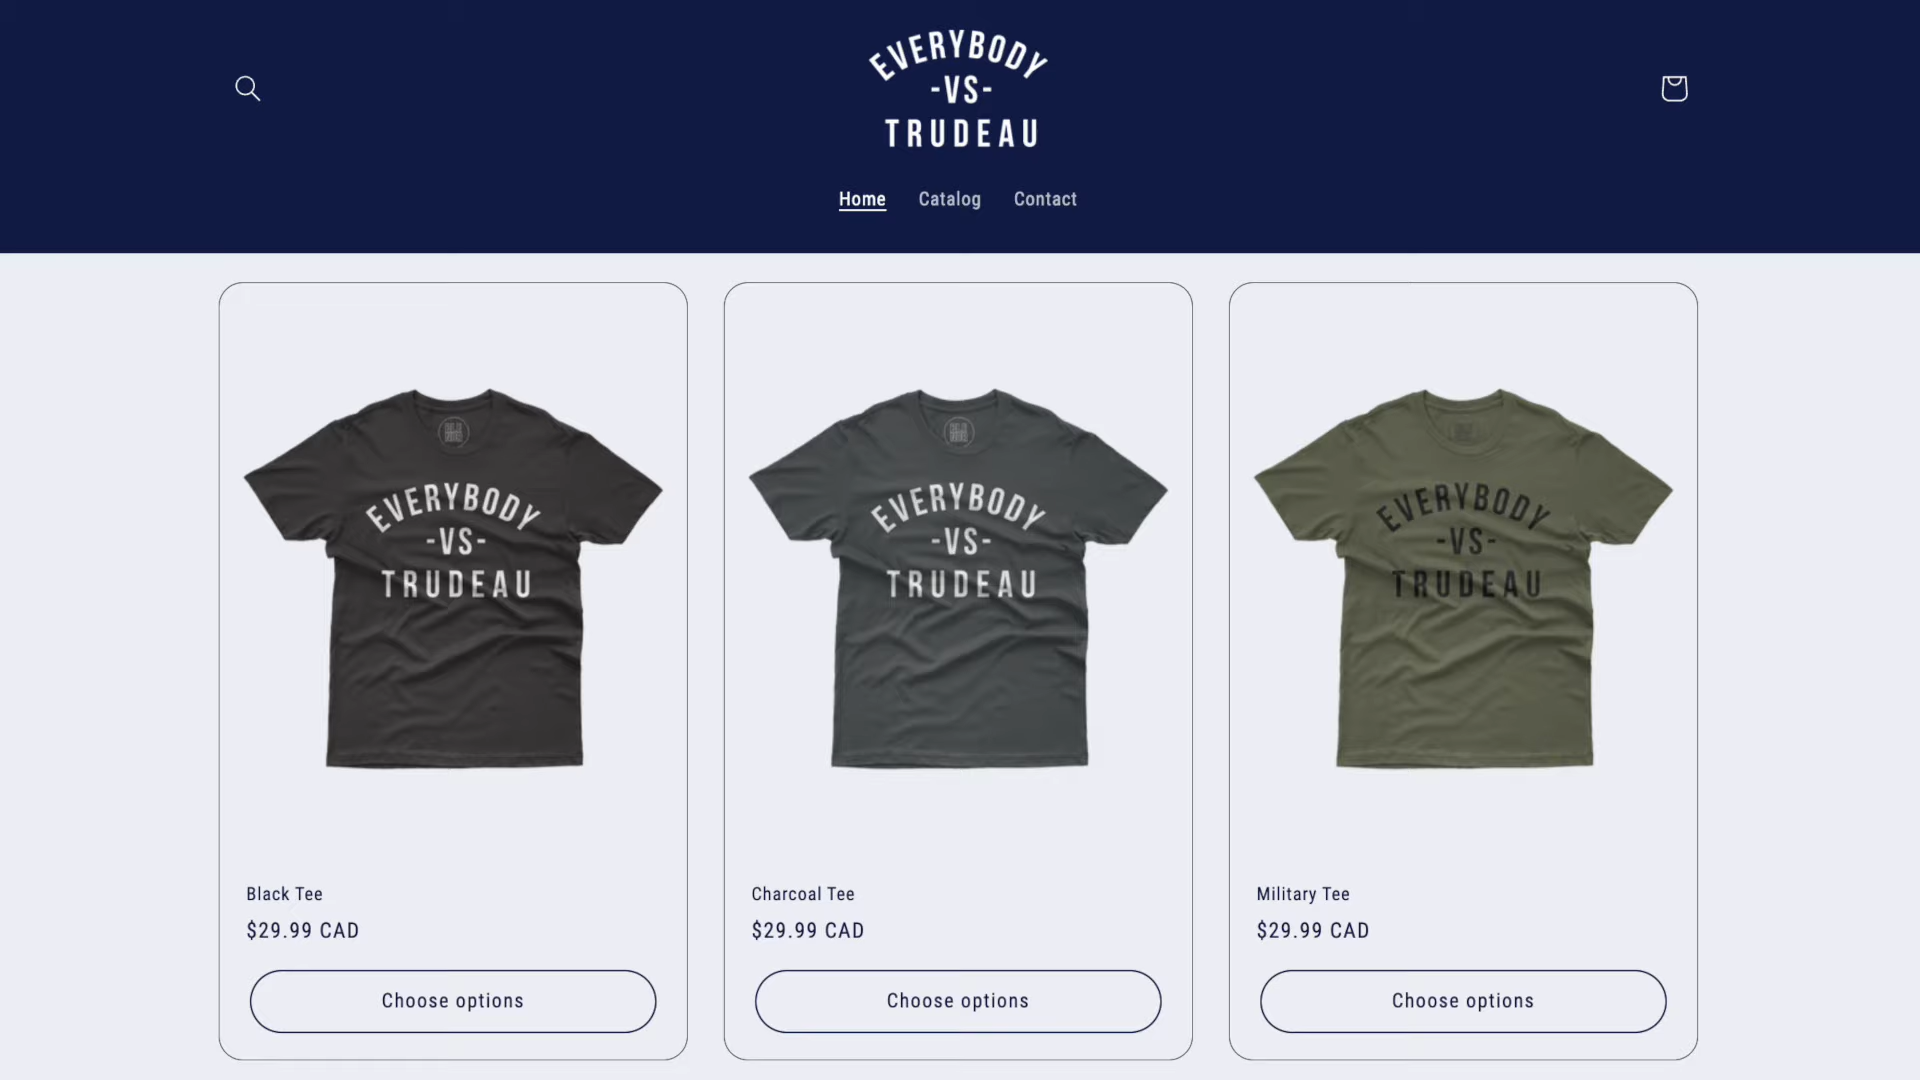 EVERYBODY
-VS-
TRUDEAU
Home Catalog Contact
EVERYBODY
-VS-
TRUDEAU
EVERYBODY
-VS-
TRUDEAU
EVERYBODY
-VS-
TRUDEAU
Black Tee
$29.99 CAD
Choose options
Charcoal Tee
$29.99 CAD
Choose options
Military Tee
$29.99 CAD
Choose options